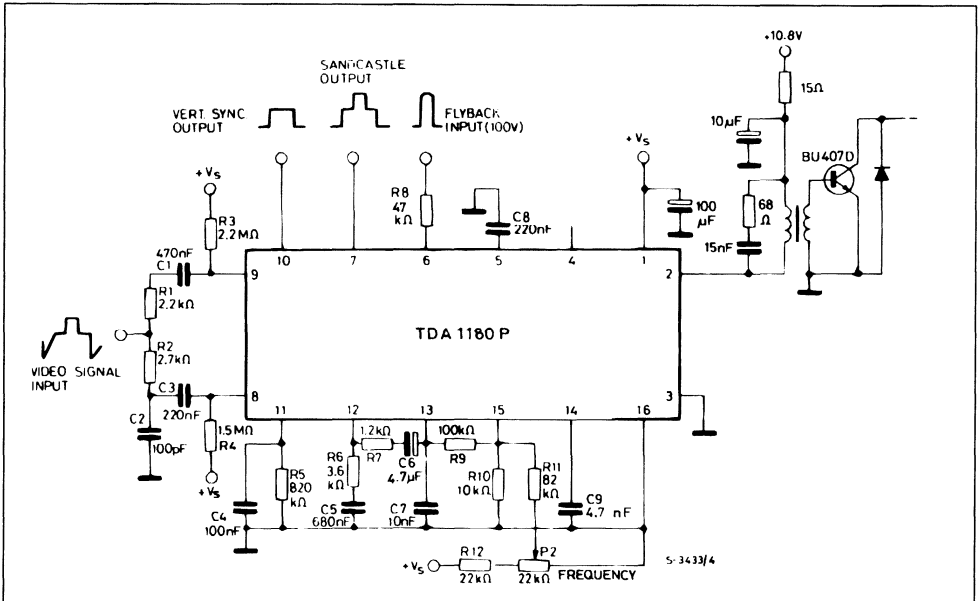 +10.8V
SANDCASTLE
OUTPUT
15Ω
VERT. SYNC
OUTPUT
FLYBACK
INPUT(100V)
10µF
BU407D
+Vs
+Vs
R8
47
kΩ
C8
220nF
100
µF
68
Ω
15nF
R3
2.2MΩ
470nF
C1
10
7
6
5
4
1
9
2
R1
2.2kΩ
TDA 1180 P
R2
2.7kΩ
VIDEO SIGNAL
INPUT
C3
220nF
8
3
C2
100pF
11
12
13
15
14
16
1.5MΩ
R4
+Vs
1.2kΩ
R7
C6
4.7µF
100kΩ
R9
R5
820
kΩ
R6
3.6
kΩ
R10
10kΩ
R11
82
kΩ
C4
100nF
C5
680nF
C7
10nF
C9
4.7 nF
+Vs
R12
22kΩ
P2
22kΩ
FREQUENCY
S-3433/4